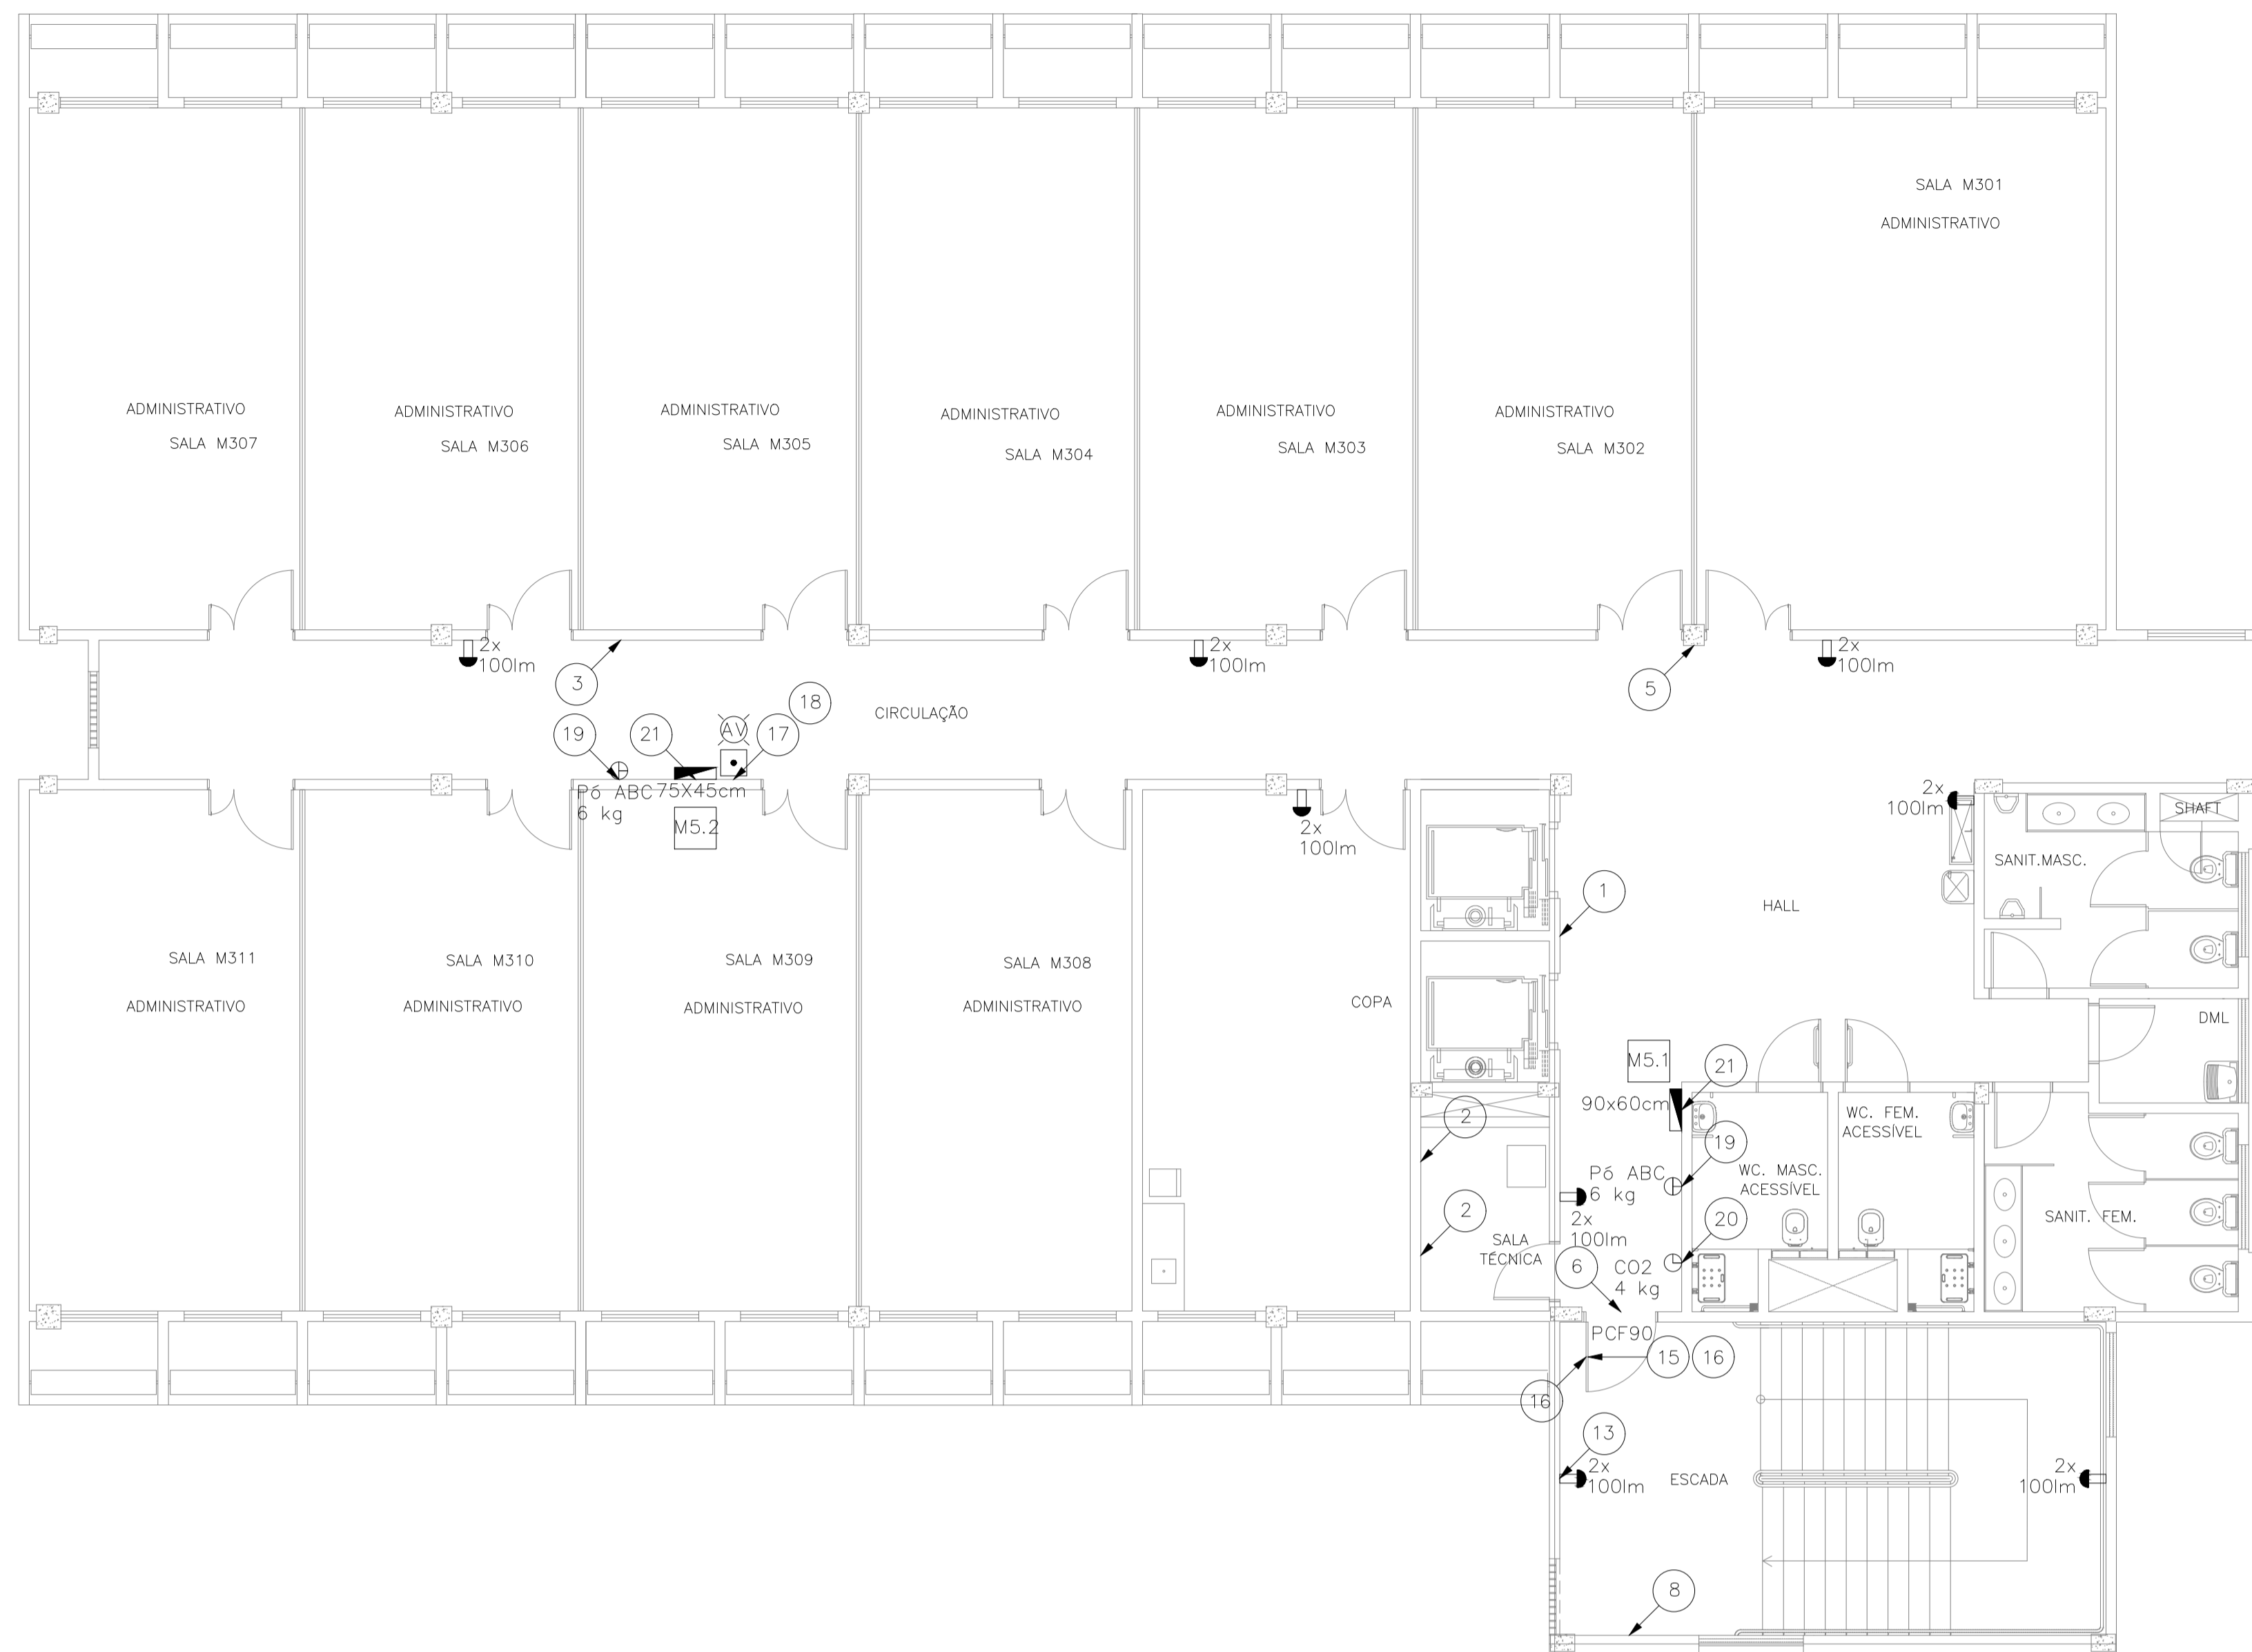 SALA M301
ADMINISTRATIVO
ADMINISTRATIVO
SALA M307
ADMINISTRATIVO
SALA M306
ADMINISTRATIVO
SALA M305
ADMINISTRATIVO
SALA M304
ADMINISTRATIVO
SALA M303
ADMINISTRATIVO
SALA M302
2x
100lm
2x
100lm
2x
100lm
3
5
18
CIRCULAÇÃO
19
21
AV
17
Pó ABC
6 kg
75X45cm
M5.2
2x
100lm
2x
100lm
SHAFT
SANIT.MASC.
1
HALL
SALA M311
ADMINISTRATIVO
SALA M310
ADMINISTRATIVO
SALA M309
ADMINISTRATIVO
SALA M308
ADMINISTRATIVO
COPA
DML
M5.1
21
90x60cm
2
WC. FEM.
ACESSÍVEL
19
Pó ABC
6 kg
WC. MASC.
ACESSÍVEL
2
2x
100lm
20
SANIT. FEM.
SALA
TÉCNICA
6
CO2
4 kg
PCF90
15
16
16
13
2x
100lm
ESCADA
2x
100lm
8